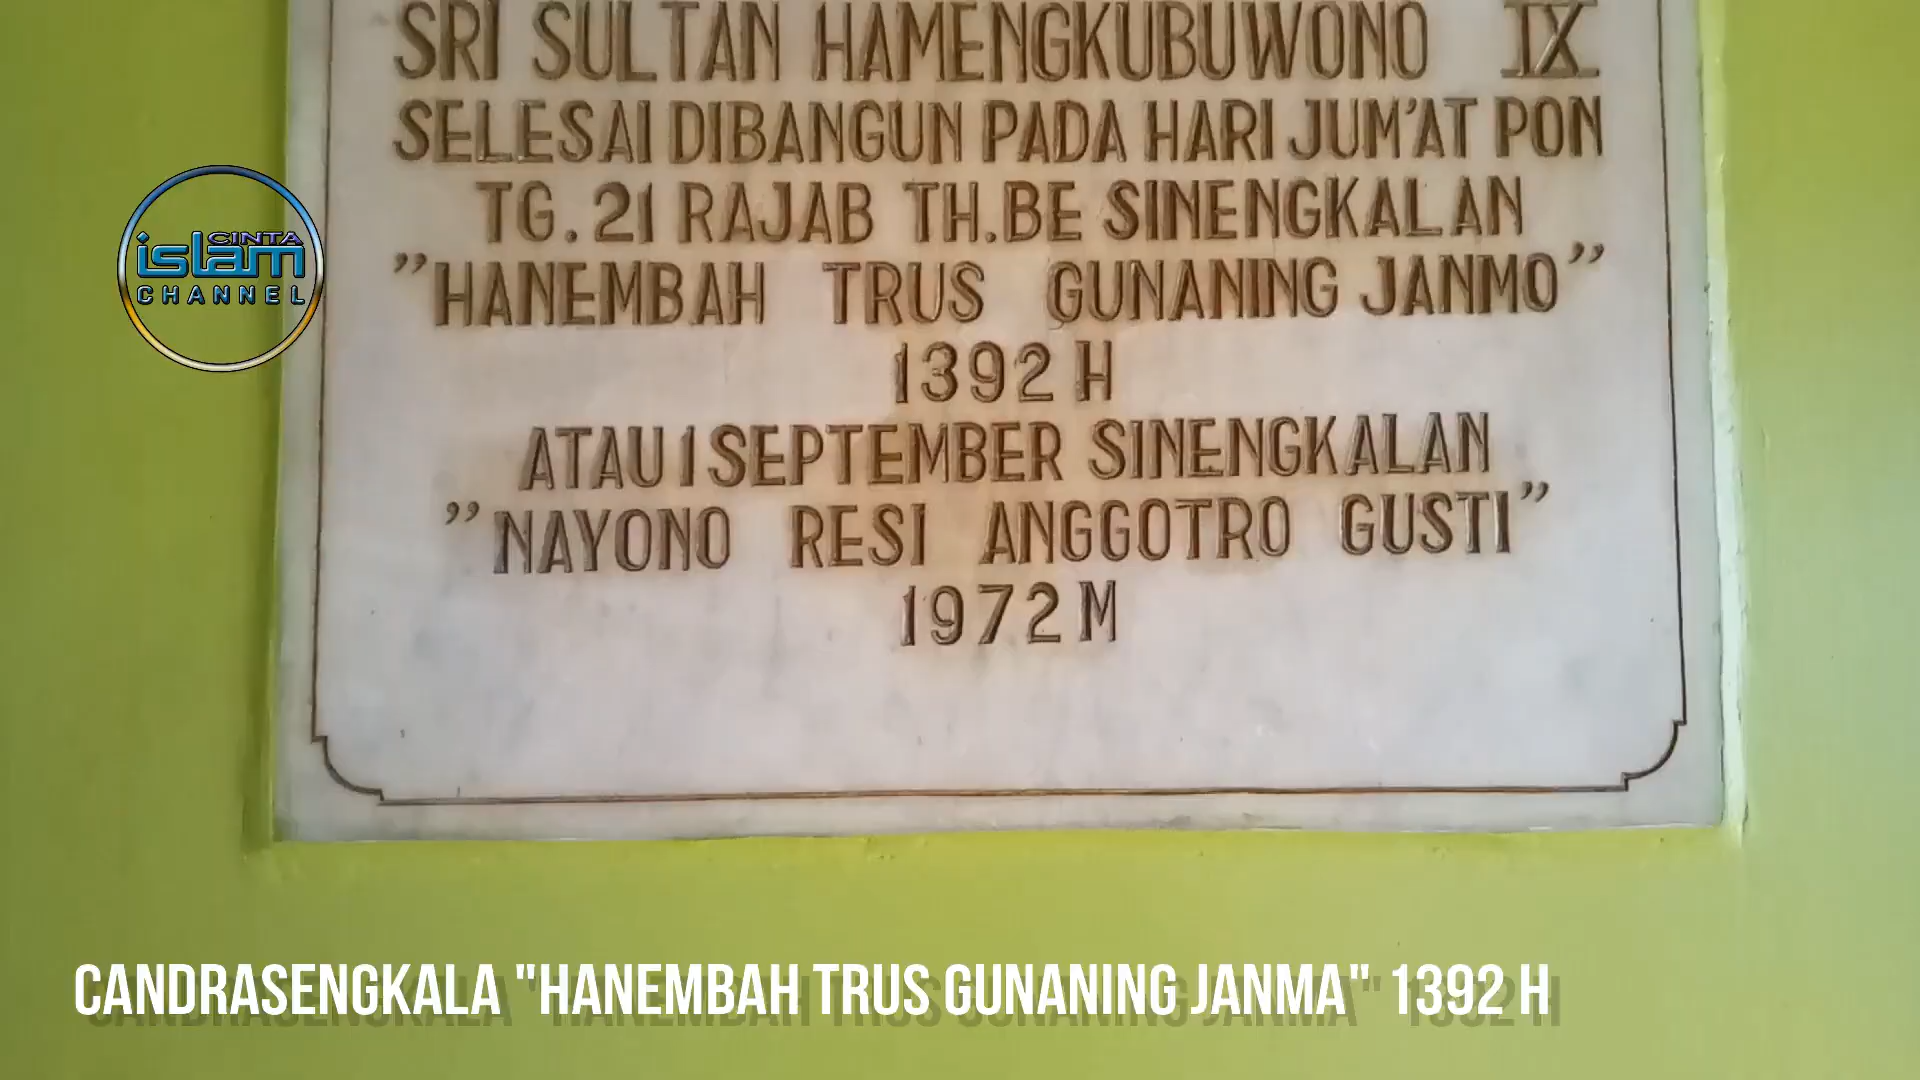 SRI SULTAN HAMENGKUBUWONO IX
SELESAI DIBANGUN PADA HARI JUM'AT PON
TG. 21 RAJAB TH.BE SINENGKALAN
"HANEMBAH TRUS GUNANING JANMO"
1392 H
ATAU 1 SEPTEMBER SINENGKALAN
"NAYONO RESI ANGGOTRO GUSTI"
1972 M
CINTA
islam
CHANNEL
CANDRASENGKALA "HANEMBAH TRUS GUNANING JANMA" 1392 H